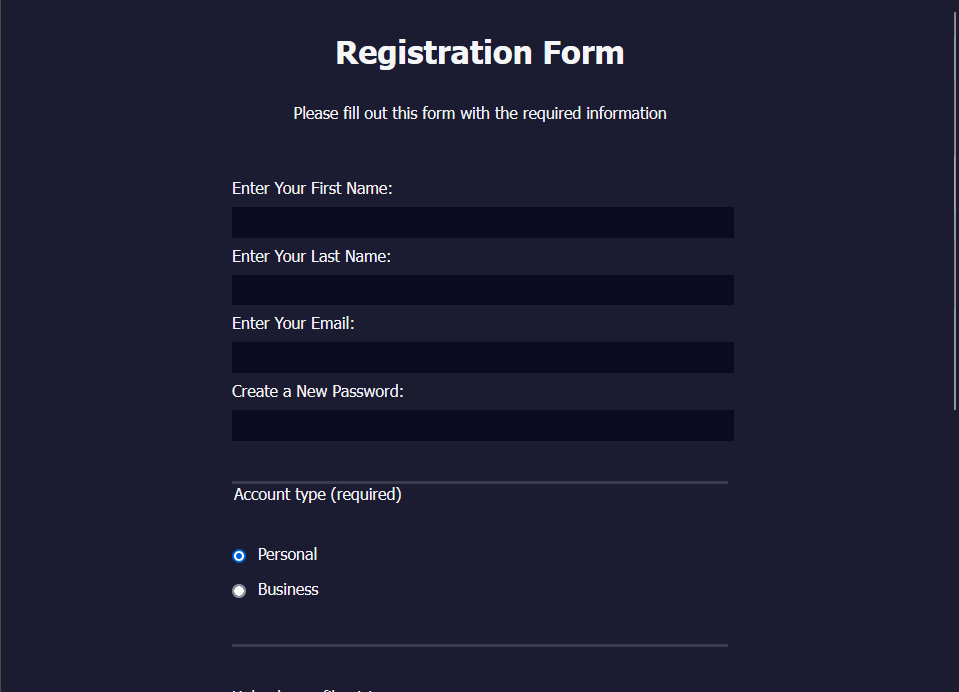 Registration Form
Please fill out this form with the required information
Enter Your First Name:
Enter Your Last Name:
Enter Your Email:
Create a New Password:
Account type (required)
Personal
Business